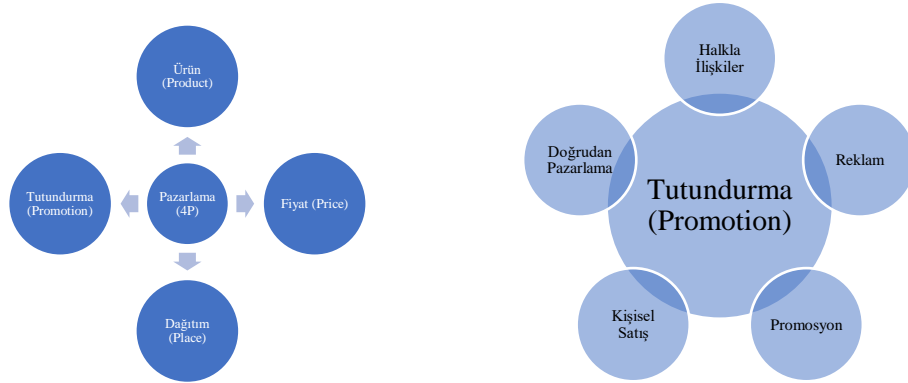 Ürün
(Product)
Tutundurma
(Promotion)
Pazarlama
(4P)
Fiyat (Price)
Dağıtım
(Place)
Halkla
İlişkiler
Doğrudan
Pazarlama
Reklam
Tutundurma
(Promotion)
Kişisel
Satış
Promosyon